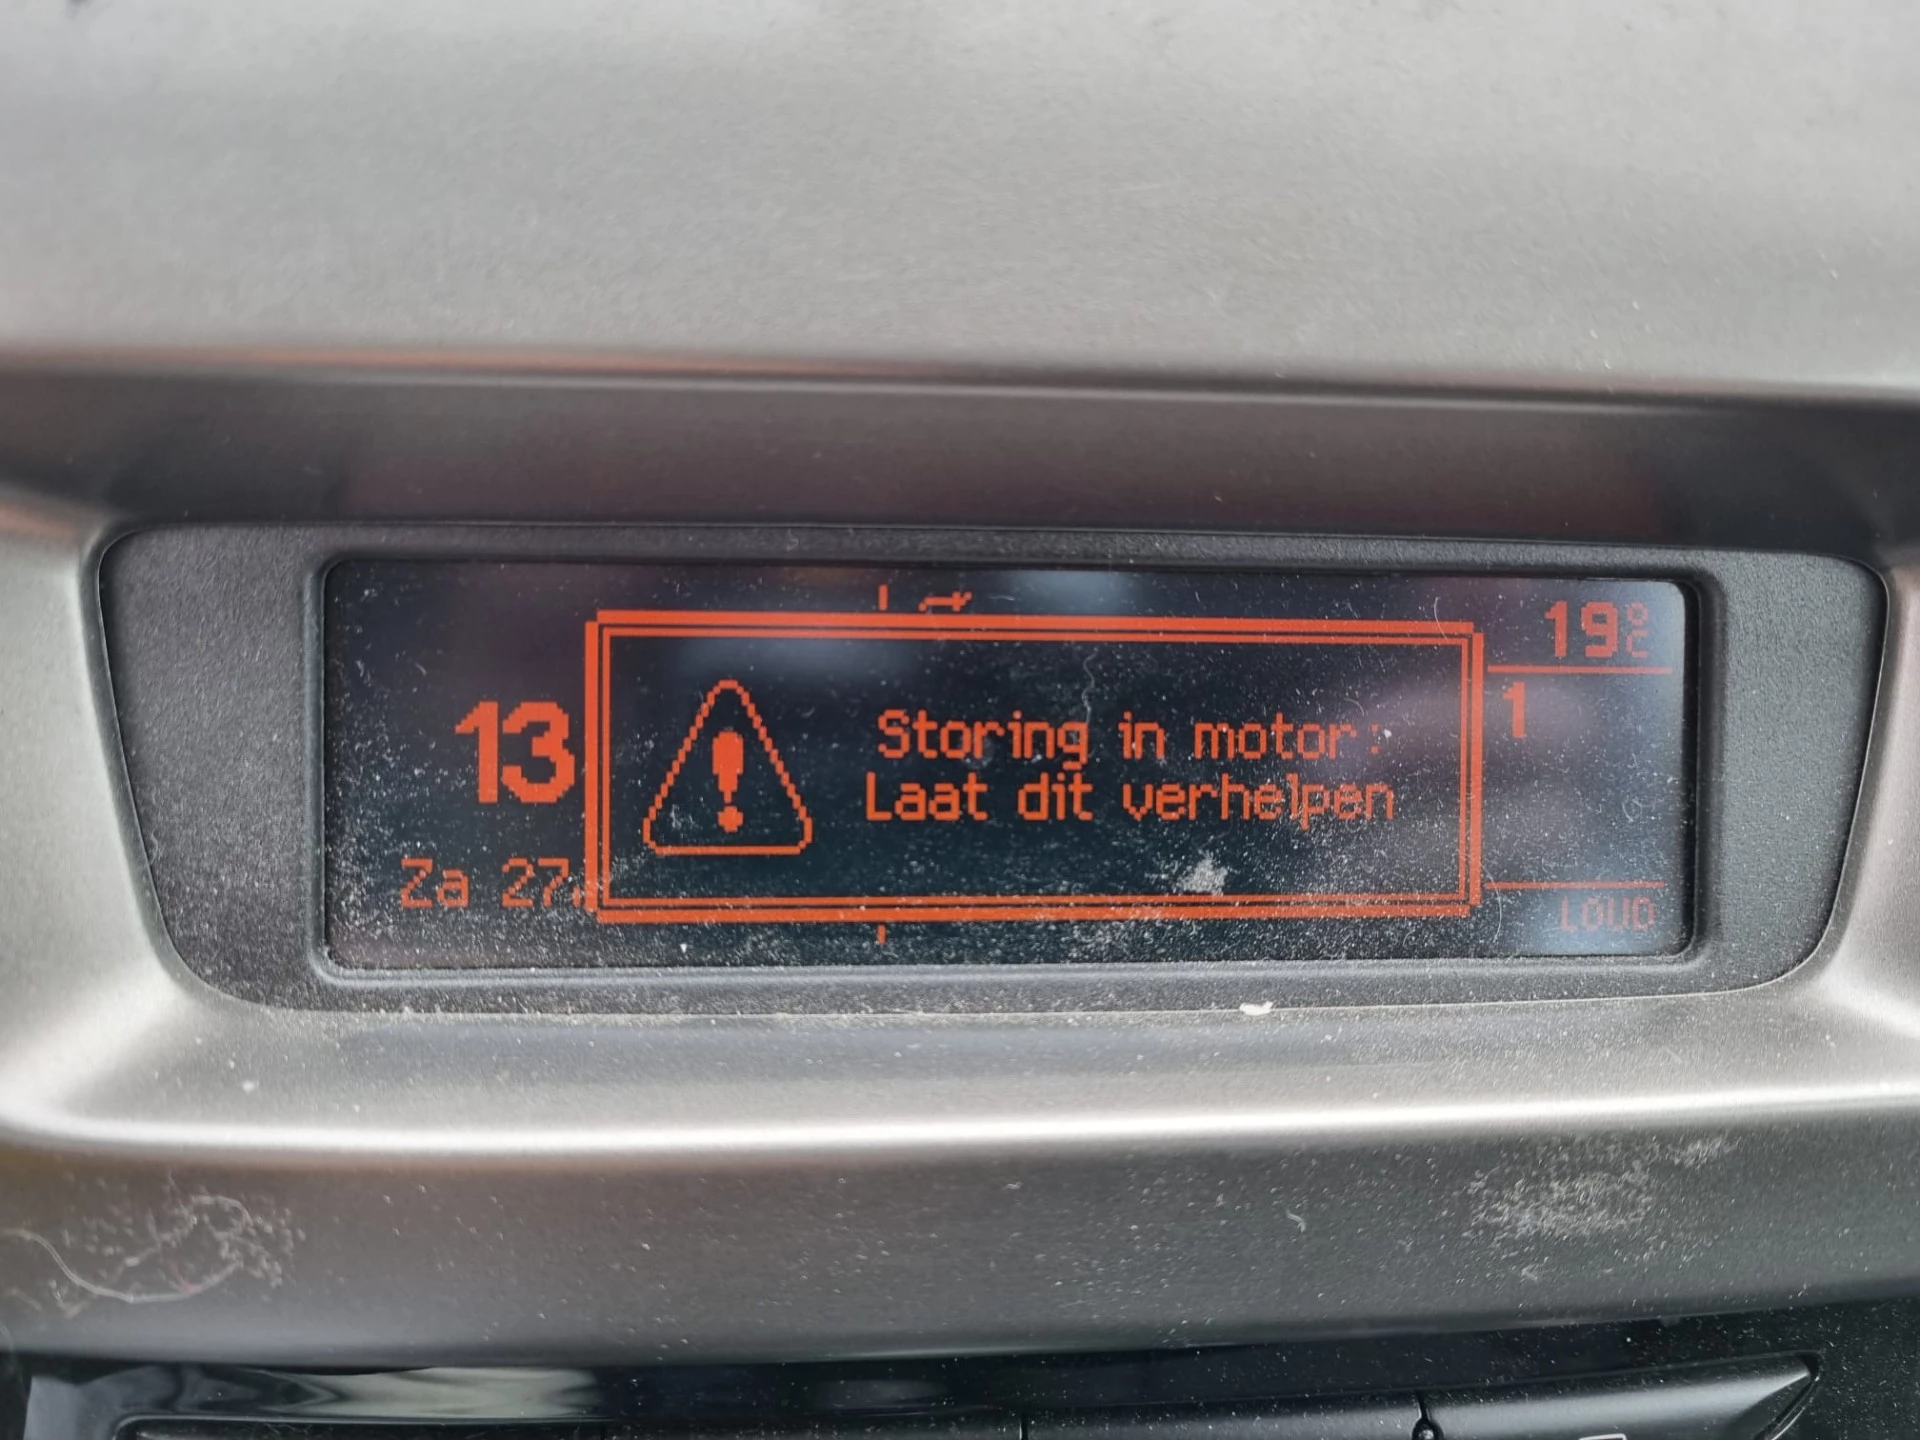 19°C
13
Storing in motor:
Laat dit verhelpen
1
Za 27
LOUD